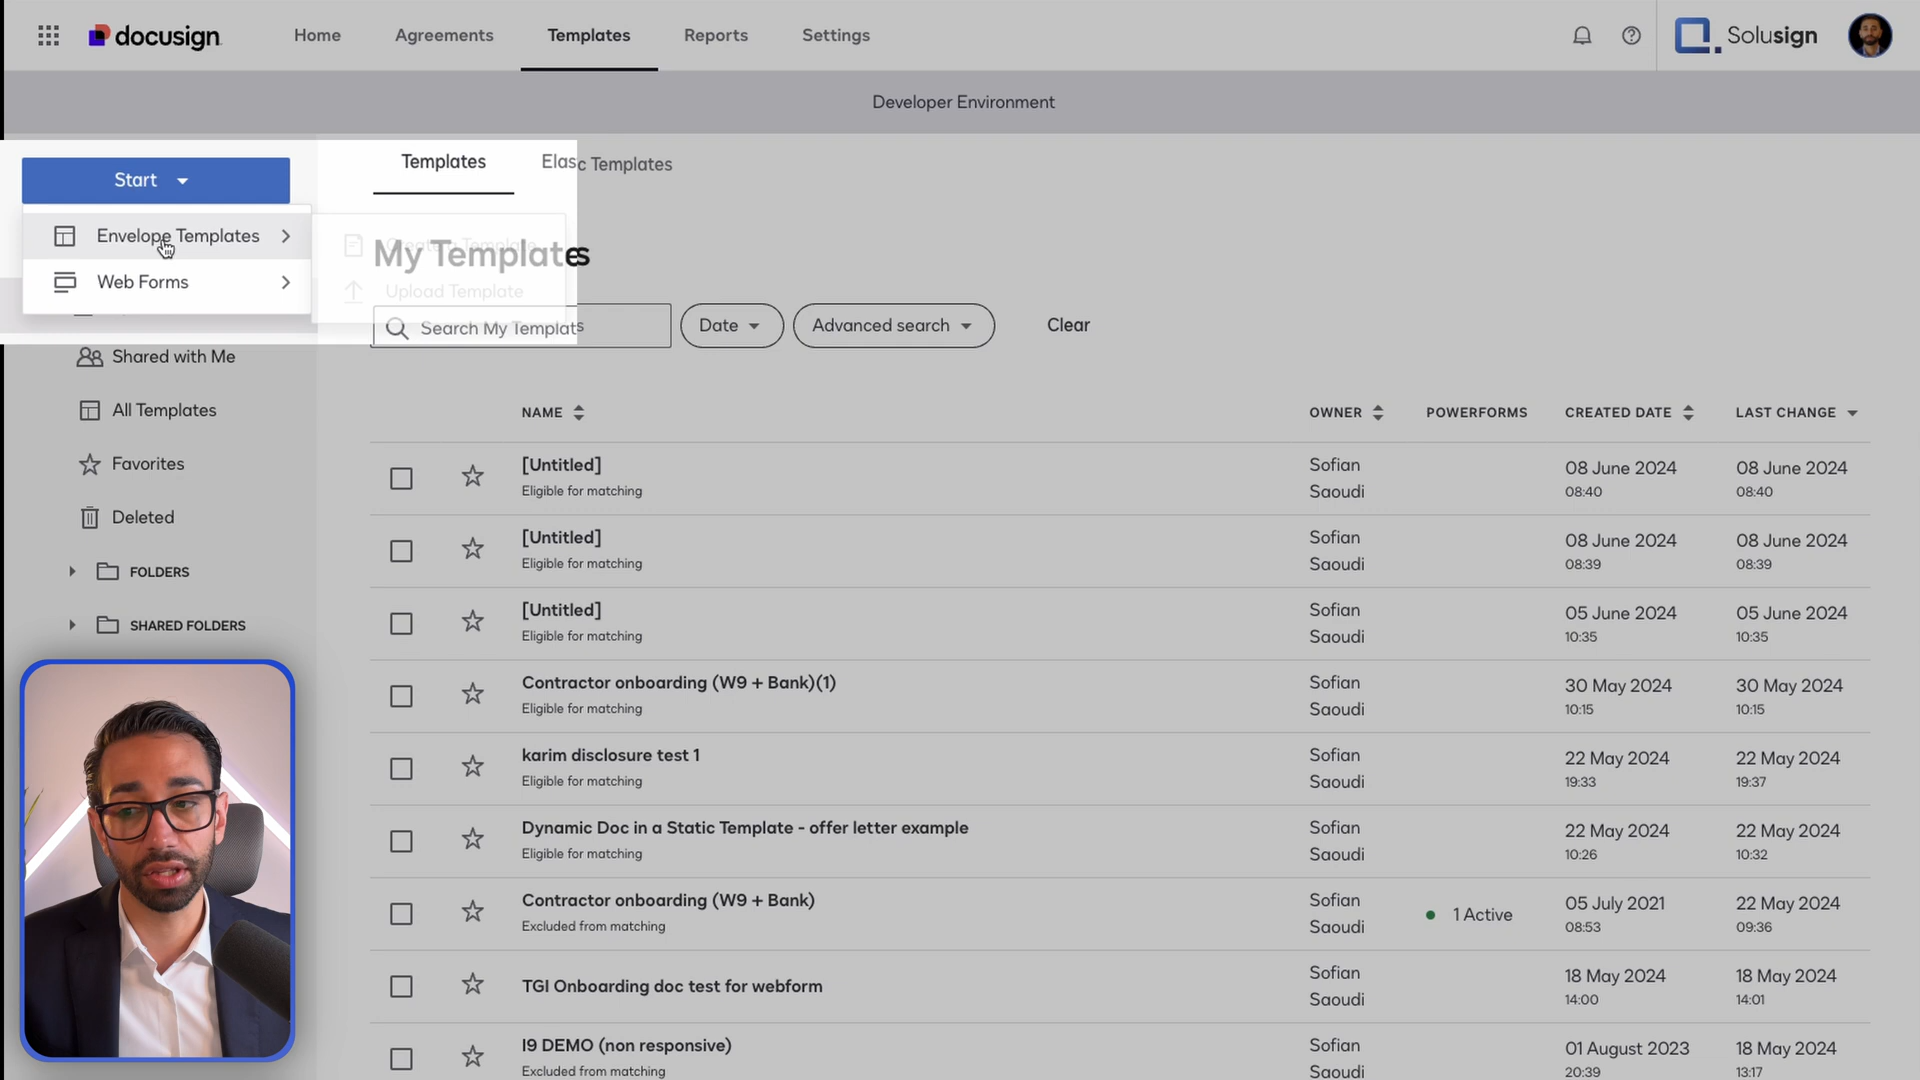 docusign
Home
Agreements
Templates
Reports
Settings
Solusign
Developer Environment
Start
Envelope Templates
Web Forms
Create a Template
Upload Template
Shared with Me
All Templates
Favorites
Deleted
FOLDERS
SHARED FOLDERS
Templates
Elastic Templates
My Templates
Search My Templates
Date
Advanced search
Clear
NAME
OWNER
POWERFORMS
CREATED DATE
LAST CHANGE
[Untitled]
Eligible for matching
Sofian
Saoudi
08 June 2024
08:40
08 June 2024
08:40
[Untitled]
Eligible for matching
Sofian
Saoudi
08 June 2024
08:39
08 June 2024
08:39
[Untitled]
Eligible for matching
Sofian
Saoudi
05 June 2024
10:35
05 June 2024
10:35
Contractor onboarding (W9 + Bank)(1)
Eligible for matching
Sofian
Saoudi
30 May 2024
10:15
30 May 2024
10:15
karim disclosure test 1
Eligible for matching
Sofian
Saoudi
22 May 2024
19:33
22 May 2024
19:37
Dynamic Doc in a Static Template - offer letter example
Eligible for matching
Sofian
Saoudi
22 May 2024
10:26
22 May 2024
10:32
Contractor onboarding (W9 + Bank)
Excluded from matching
Sofian
Saoudi
1 Active
05 July 2021
08:53
22 May 2024
09:36
TGI Onboarding doc test for webform
Sofian
Saoudi
18 May 2024
14:00
18 May 2024
14:01
I9 DEMO (non responsive)
Excluded from matching
Sofian
Saoudi
01 August 2023
20:39
18 May 2024
13:17